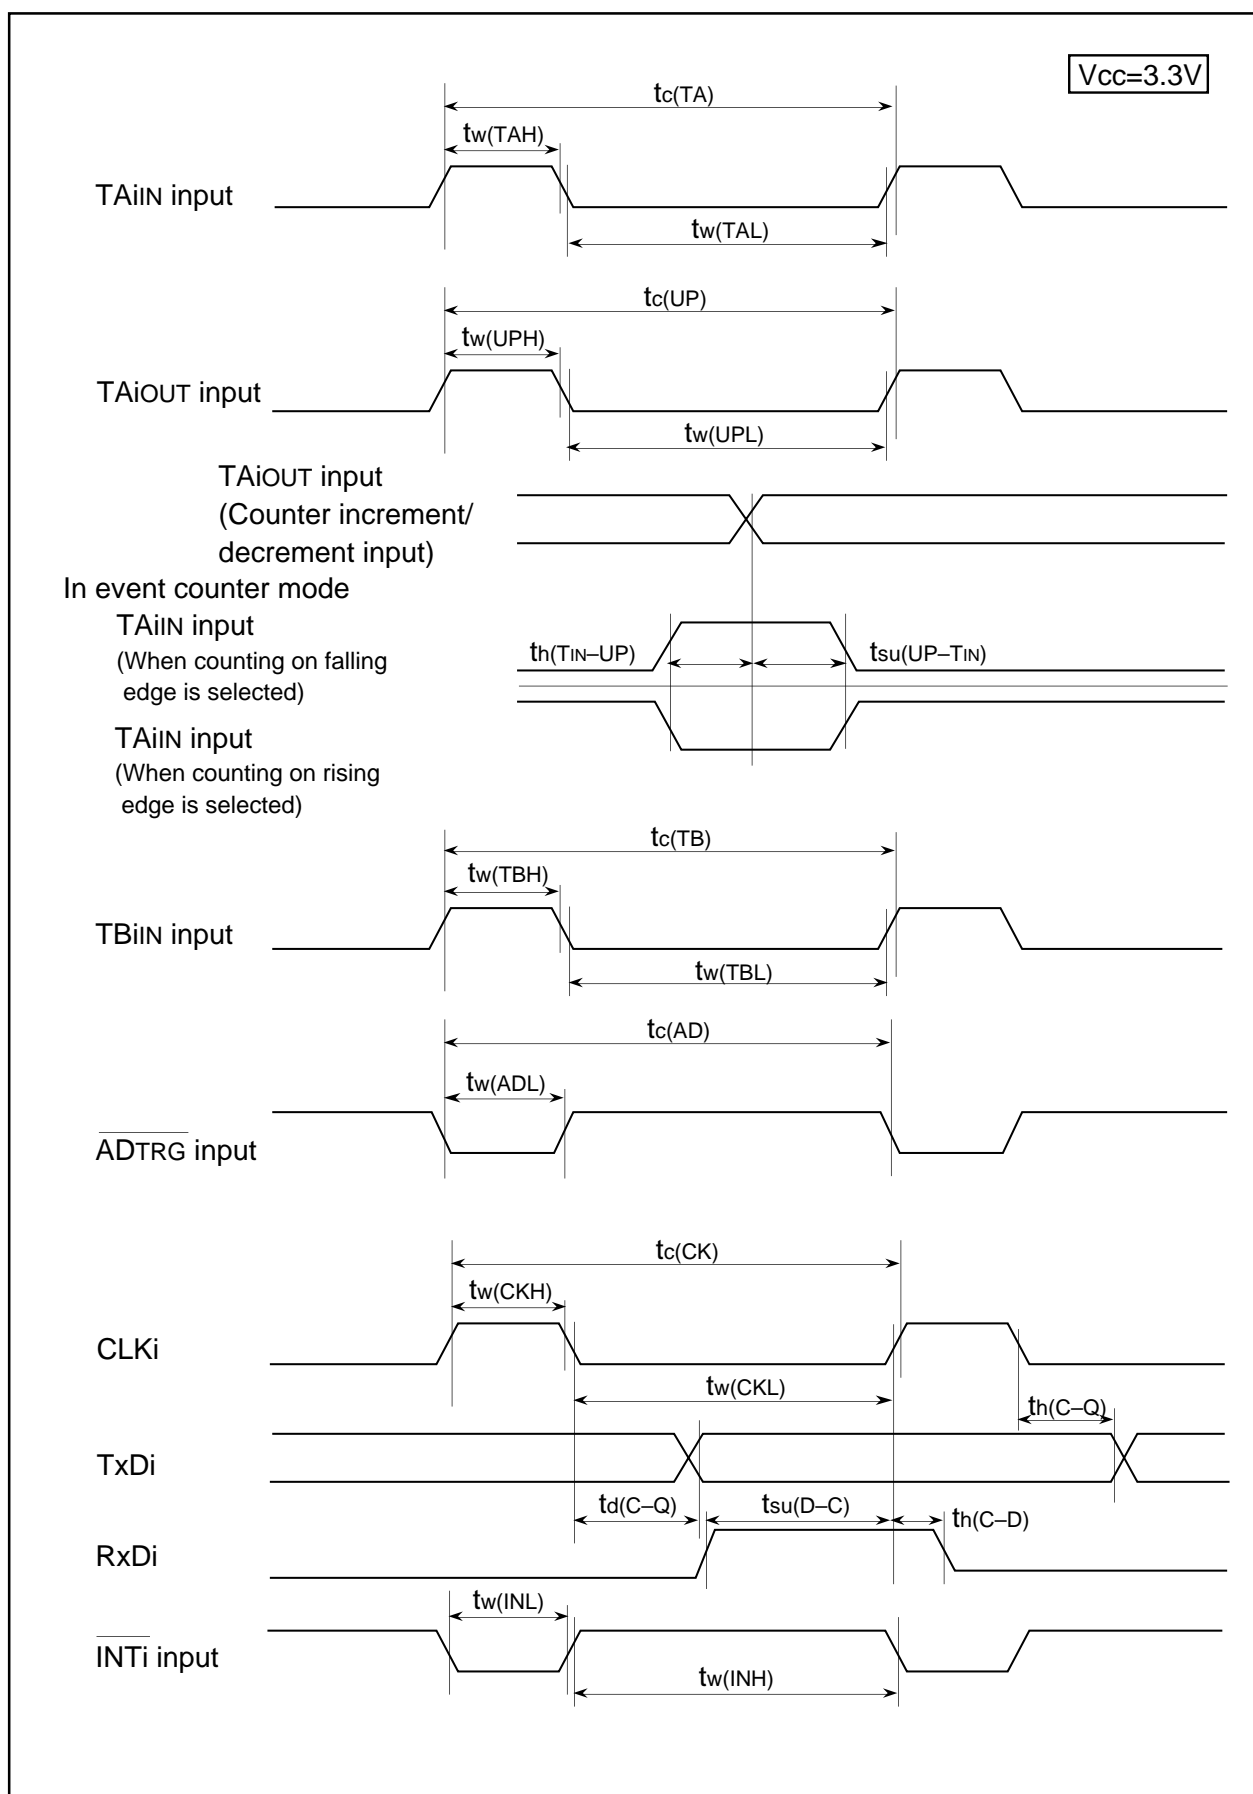 Vcc=3.3V
tc(TA)
tw(TAH)
TAiIN input
tw(TAL)
tc(UP)
tw(UPH)
TAiOUT input
tw(UPL)
TAiOUT input
(Counter increment/
decrement input)
In event counter mode
TAiIN input
(When counting on falling
edge is selected)
th(TIN–UP)
tsu(UP–TIN)
TAiIN input
(When counting on rising
edge is selected)
tc(TB)
tw(TBH)
TBiIN input
tw(TBL)
tc(AD)
tw(ADL)
ADTRG input
tc(CK)
tw(CKH)
CLKi
tw(CKL)
th(C–Q)
TxDi
td(C–Q)
tsu(D–C)
th(C–D)
RxDi
tw(INL)
INTi input
tw(INH)